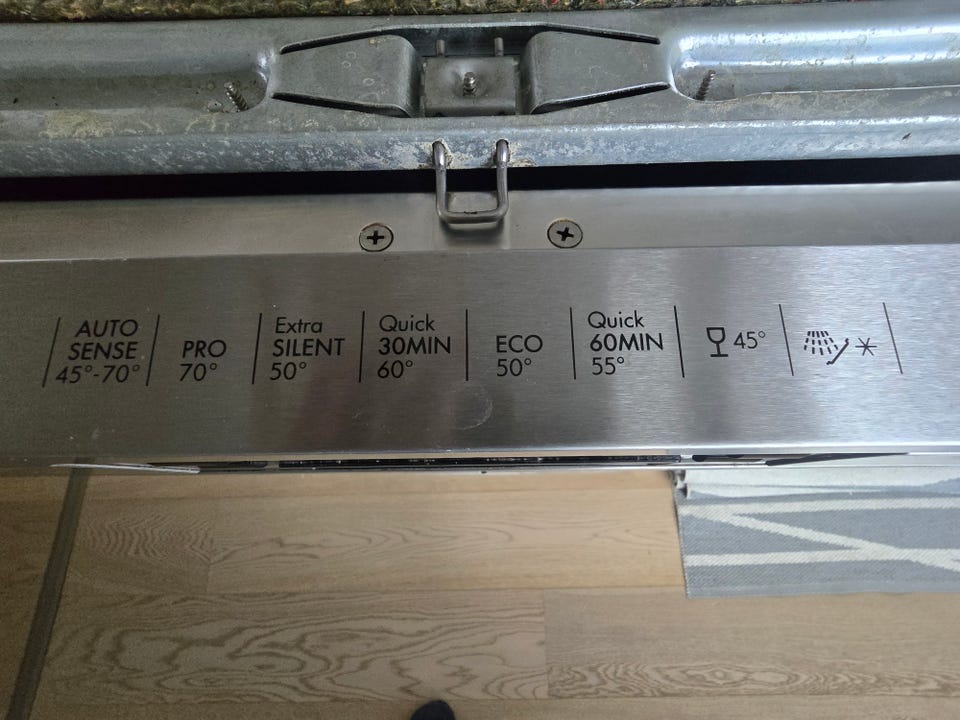 AUTO
SENSE
45°-70°
PRO
70°
Extra
SILENT
50°
Quick
30MIN
60°
ECO
50°
Quick
60MIN
55°
45°